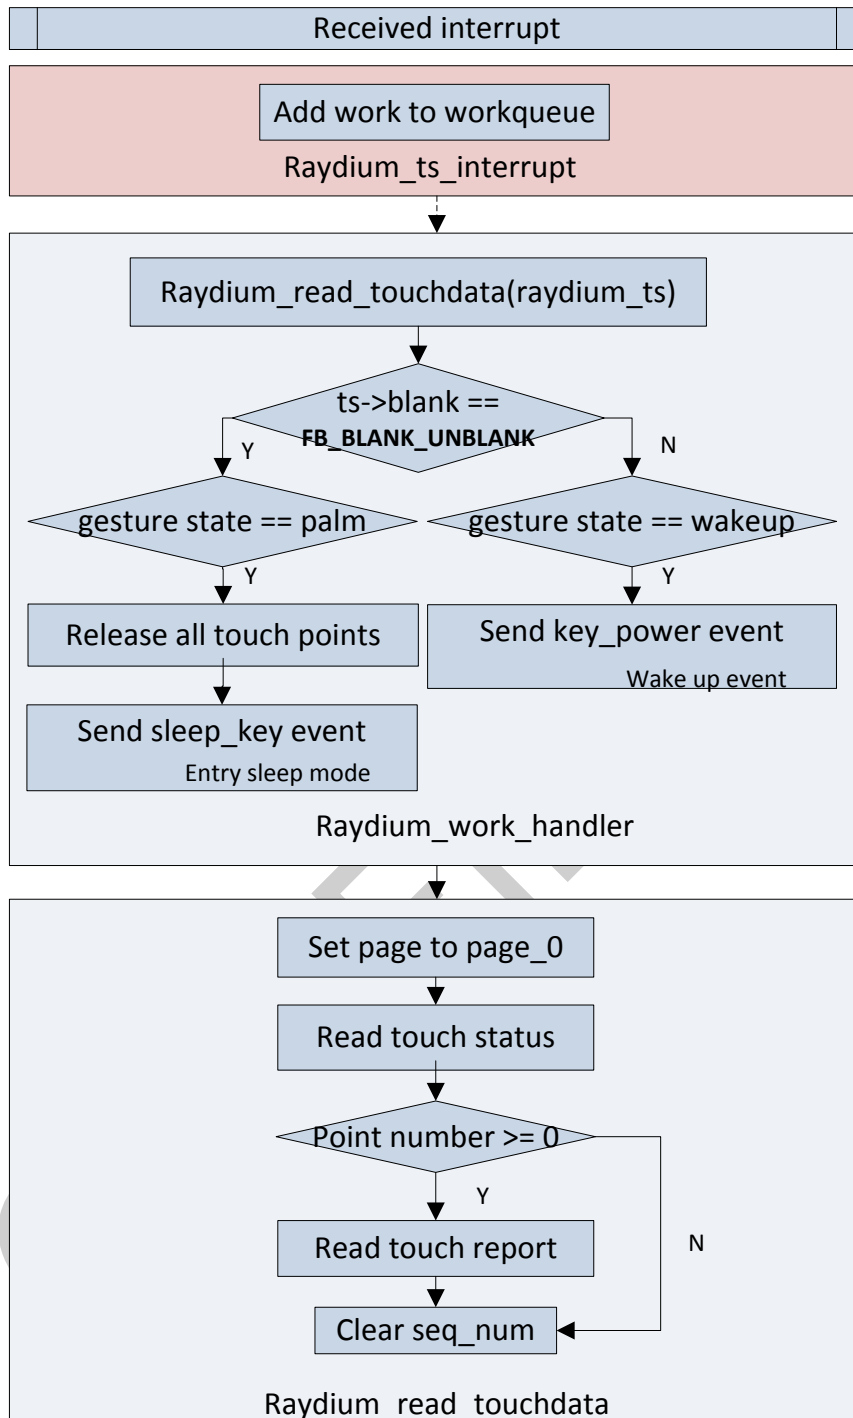 Received interrupt
Add work to workqueue
Raydium_ts_interrupt
Raydium_read_touchdata(raydium_ts)
ts->blank ==
FB_BLANK_UNBLANK
Y
N
gesture state == palm
gesture state == wakeup
Y
Y
Release all touch points
Send key_power event
Wake up event
Send sleep_key event
Entry sleep mode
Raydium_work_handler
Set page to page_0
Read touch status
Point number >= 0
Y
N
Read touch report
Clear seq_num
Raydium_read_touchdata